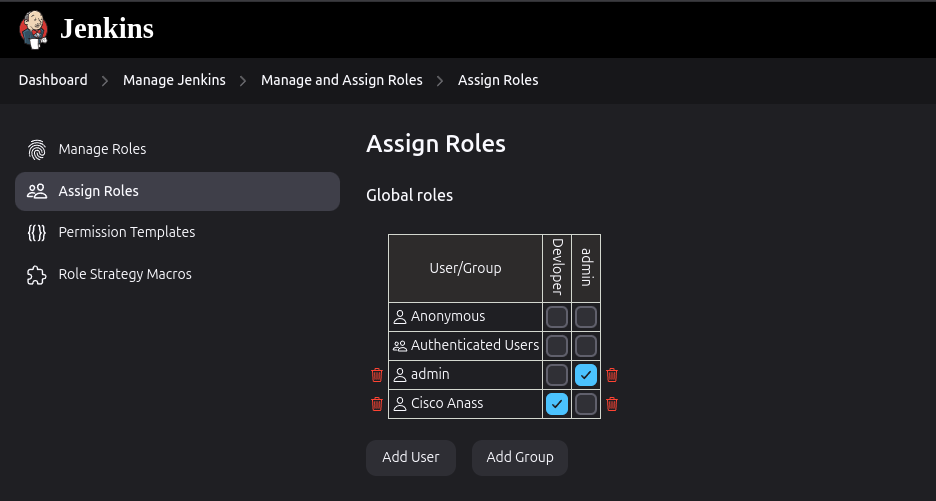 Jenkins
Dashboard > Manage Jenkins > Manage and Assign Roles > Assign Roles
Manage Roles
Assign Roles
Permission Templates
Role Strategy Macros
Assign Roles
Global roles
User/Group Devloper admin
Anonymous
Authenticated Users
admin
Cisco Anass
Add User Add Group